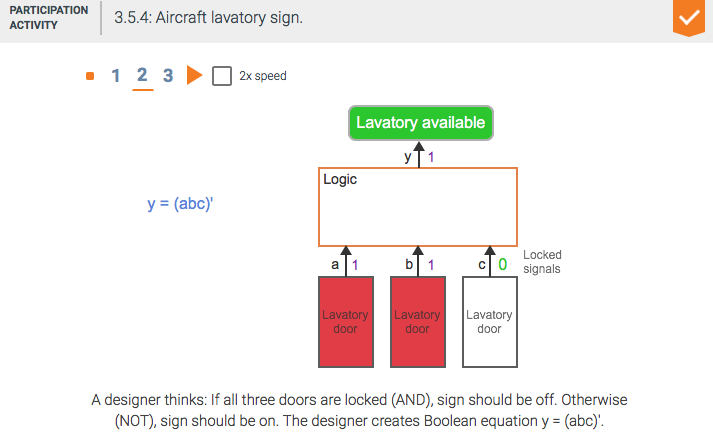 PARTICIPATION
ACTIVITY
3.5.4: Aircraft lavatory sign.
1 2 3 2x speed
Lavatory available
y 1
Logic
y = (abc)'
a 1 b 1 c 0
Locked
signals
Lavatory
door
Lavatory
door
Lavatory
door
A designer thinks: If all three doors are locked (AND), sign should be off. Otherwise
(NOT), sign should be on. The designer creates Boolean equation y = (abc)'.